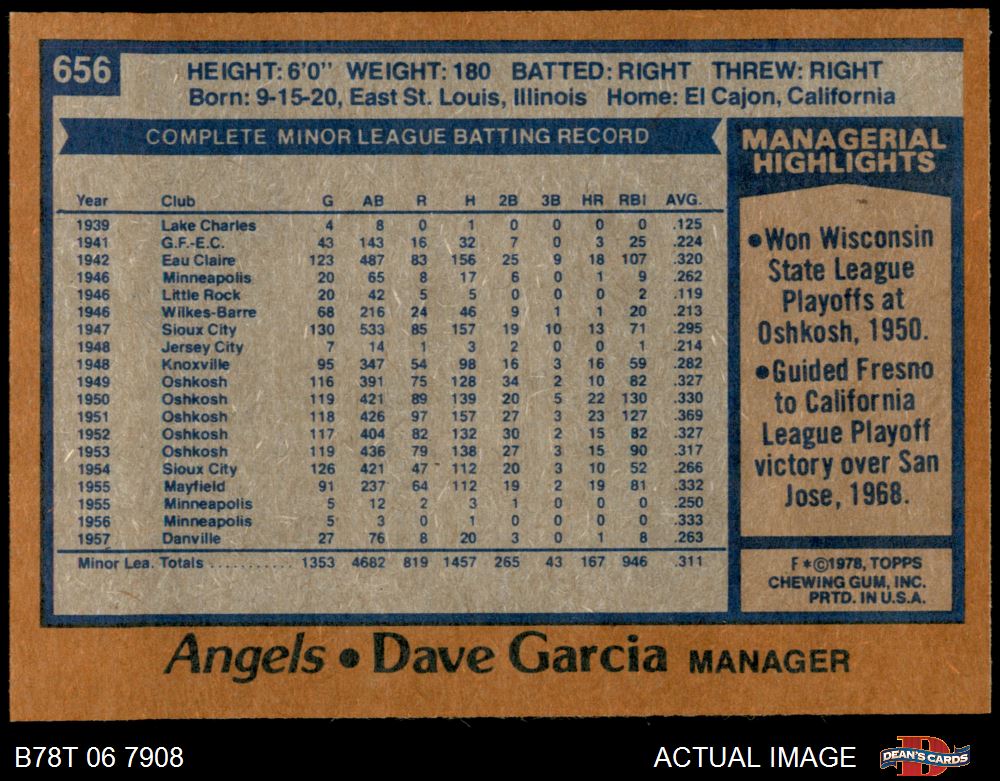 656
HEIGHT: 6'0" WEIGHT: 180 BATTED: RIGHT THREW: RIGHT
Born: 9-15-20, East St. Louis, Illinois Home: El Cajon, California
COMPLETE MINOR LEAGUE BATTING RECORD
Year Club G AB R H 2B 3B HR RBI AVG.
1939 Lake Charles 4 8 0 1 0 0 0 0 .125
1941 G.F.-E.C. 43 143 16 32 7 0 3 25 .224
1942 Eau Claire 123 487 83 156 25 9 18 107 .320
1946 Minneapolis 20 65 8 17 6 0 1 9 .262
1946 Little Rock 20 42 5 5 0 0 0 2 .119
1946 Wilkes-Barre 68 216 24 46 9 1 1 20 .213
1947 Sioux City 130 533 85 157 19 10 13 71 .295
1948 Jersey City 7 14 1 3 2 0 0 1 .214
1948 Knoxville 95 347 54 98 16 3 16 59 .282
1949 Oshkosh 116 391 75 128 34 2 10 82 .327
1950 Oshkosh 119 421 89 139 20 5 22 130 .330
1951 Oshkosh 118 426 97 157 27 3 23 127 .369
1952 Oshkosh 117 404 82 132 30 2 15 82 .327
1953 Oshkosh 119 436 79 138 27 3 15 90 .317
1954 Sioux City 126 421 47 112 20 3 10 52 .266
1955 Mayfield 91 237 64 112 19 2 19 81 .332
1955 Minneapolis 5 12 2 3 1 0 0 0 .250
1956 Minneapolis 5 3 0 1 0 0 0 0 .333
1957 Danville 27 76 8 20 3 0 1 8 .263
Minor Lea. Totals ........... 1353 4682 819 1457 265 43 167 946 .311
MANAGERIAL
HIGHLIGHTS
•Won Wisconsin
State League
Playoffs at
Oshkosh, 1950.
•Guided Fresno
to California
League Playoff
victory over San
Jose, 1968.
F*©1978, TOPPS
CHEWING GUM, INC.
PRTD. IN U.S.A.
Angels • Dave Garcia MANAGER
B78T 06 7908 ACTUAL IMAGE
DEAN'S CARDS